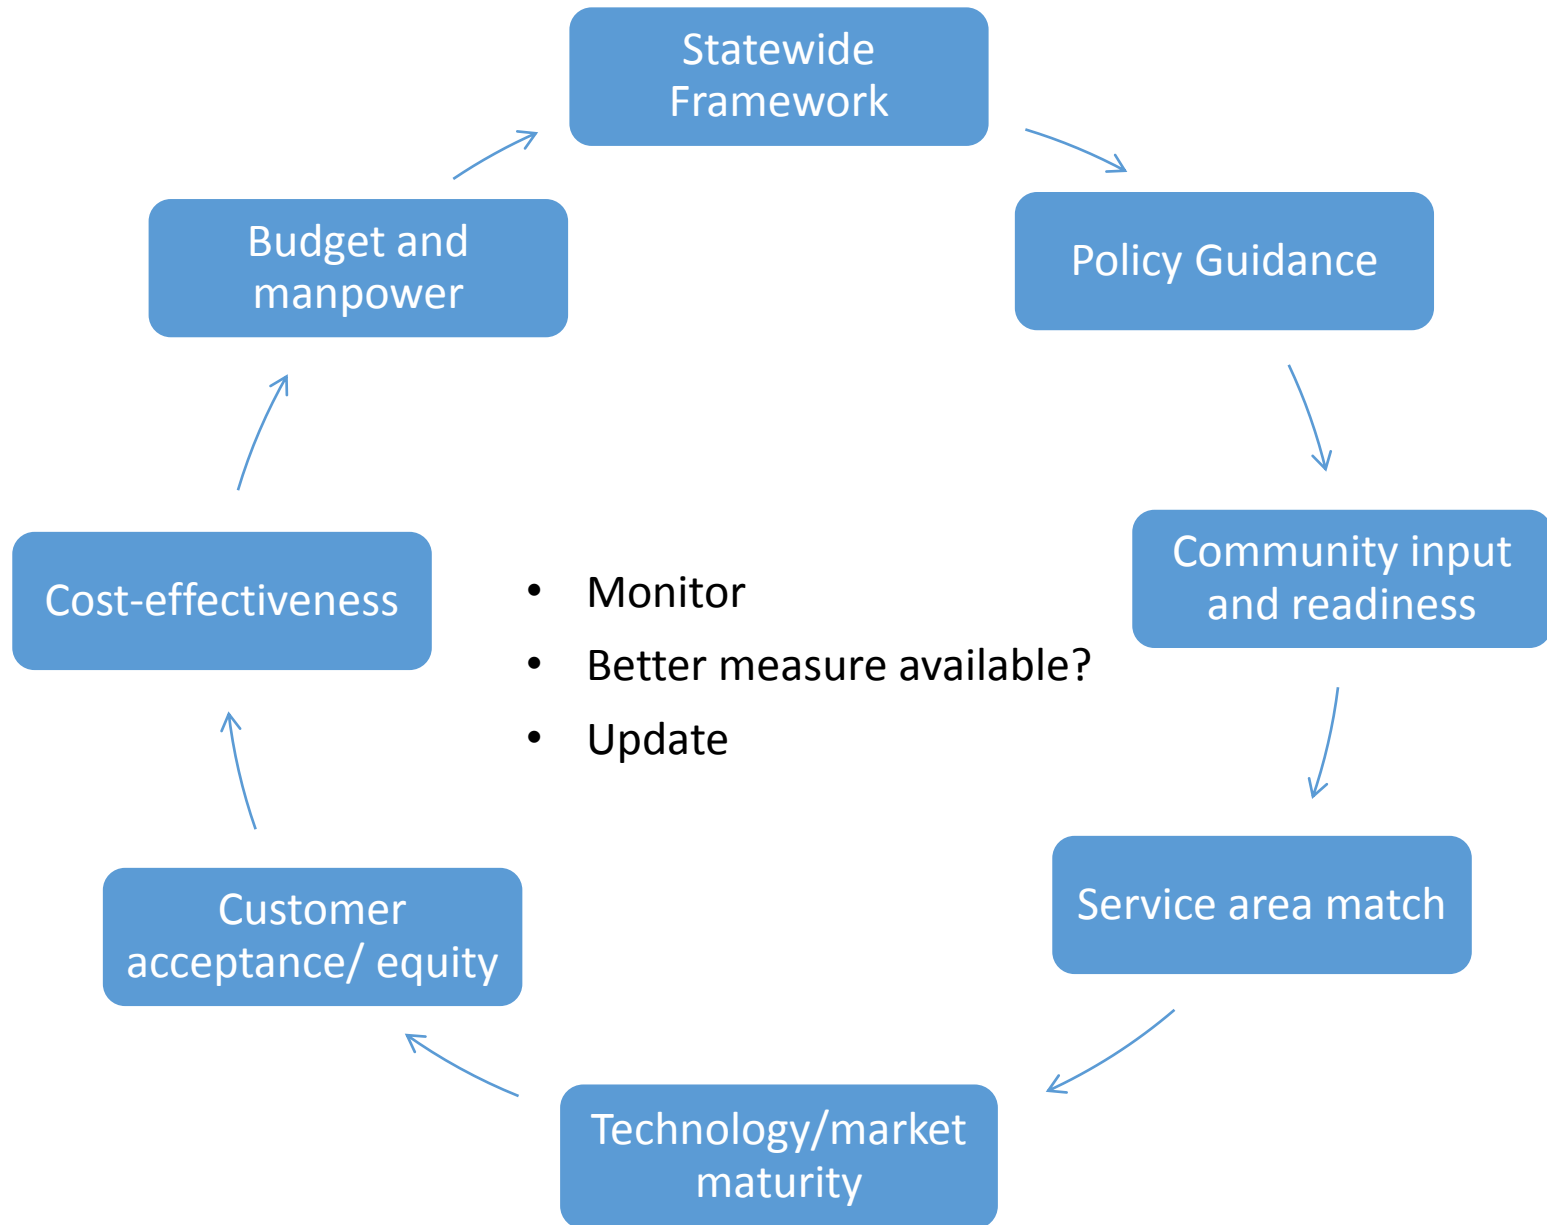 Statewide
Framework
Policy Guidance
Community input
and readiness
Service area match
Technology/market
maturity
Customer
acceptance/ equity
Cost-effectiveness
Budget and
manpower
• Monitor
• Better measure available?
• Update